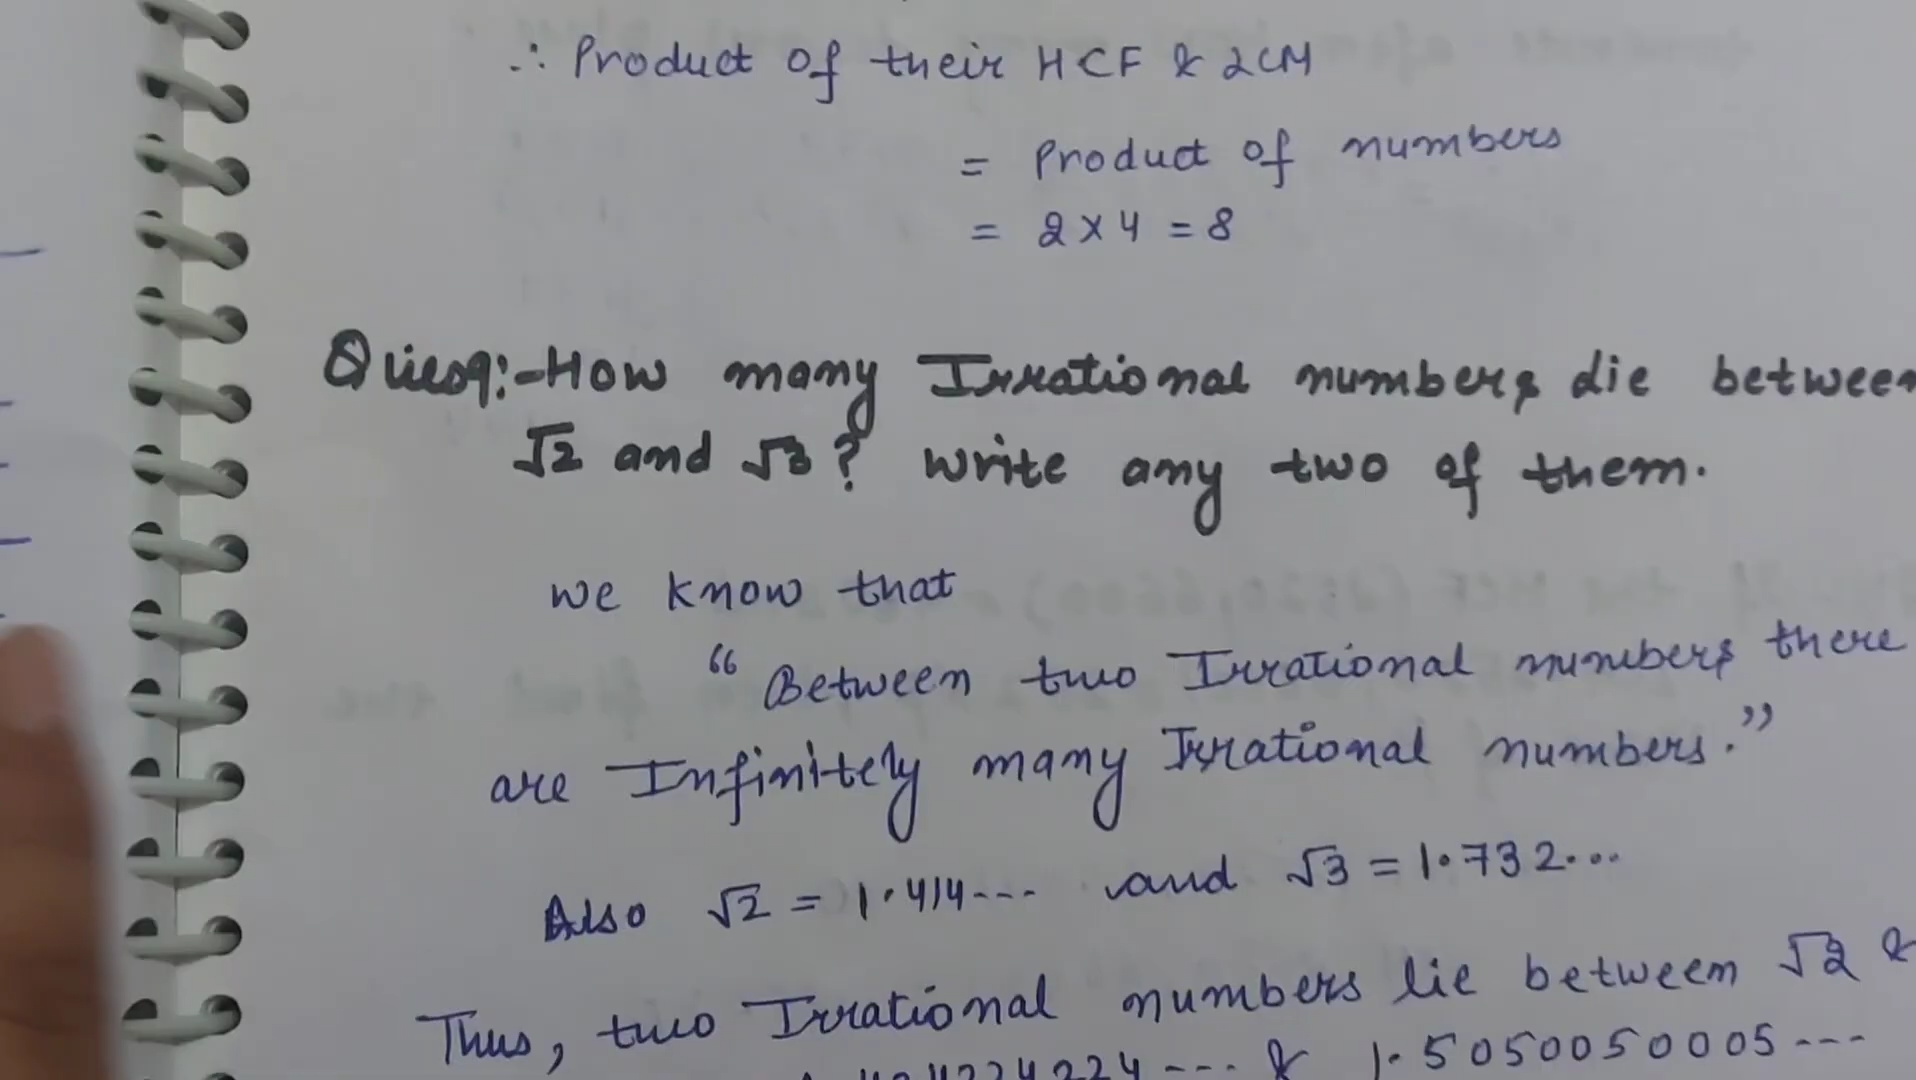 ∴ Product of their HCF & LCM
= Product of numbers
= 2 × 4 = 8
Ques9:- How many Irrational numbers lie between
√2 and √3 ? Write any two of them.
we know that
“Between two Irrational numbers there
are Infinitely many Irrational numbers.”
Also √2 = 1.414--- and √3 = 1.732...
Thus, two Irrational numbers lie between √2 &
& 1.5050050005---